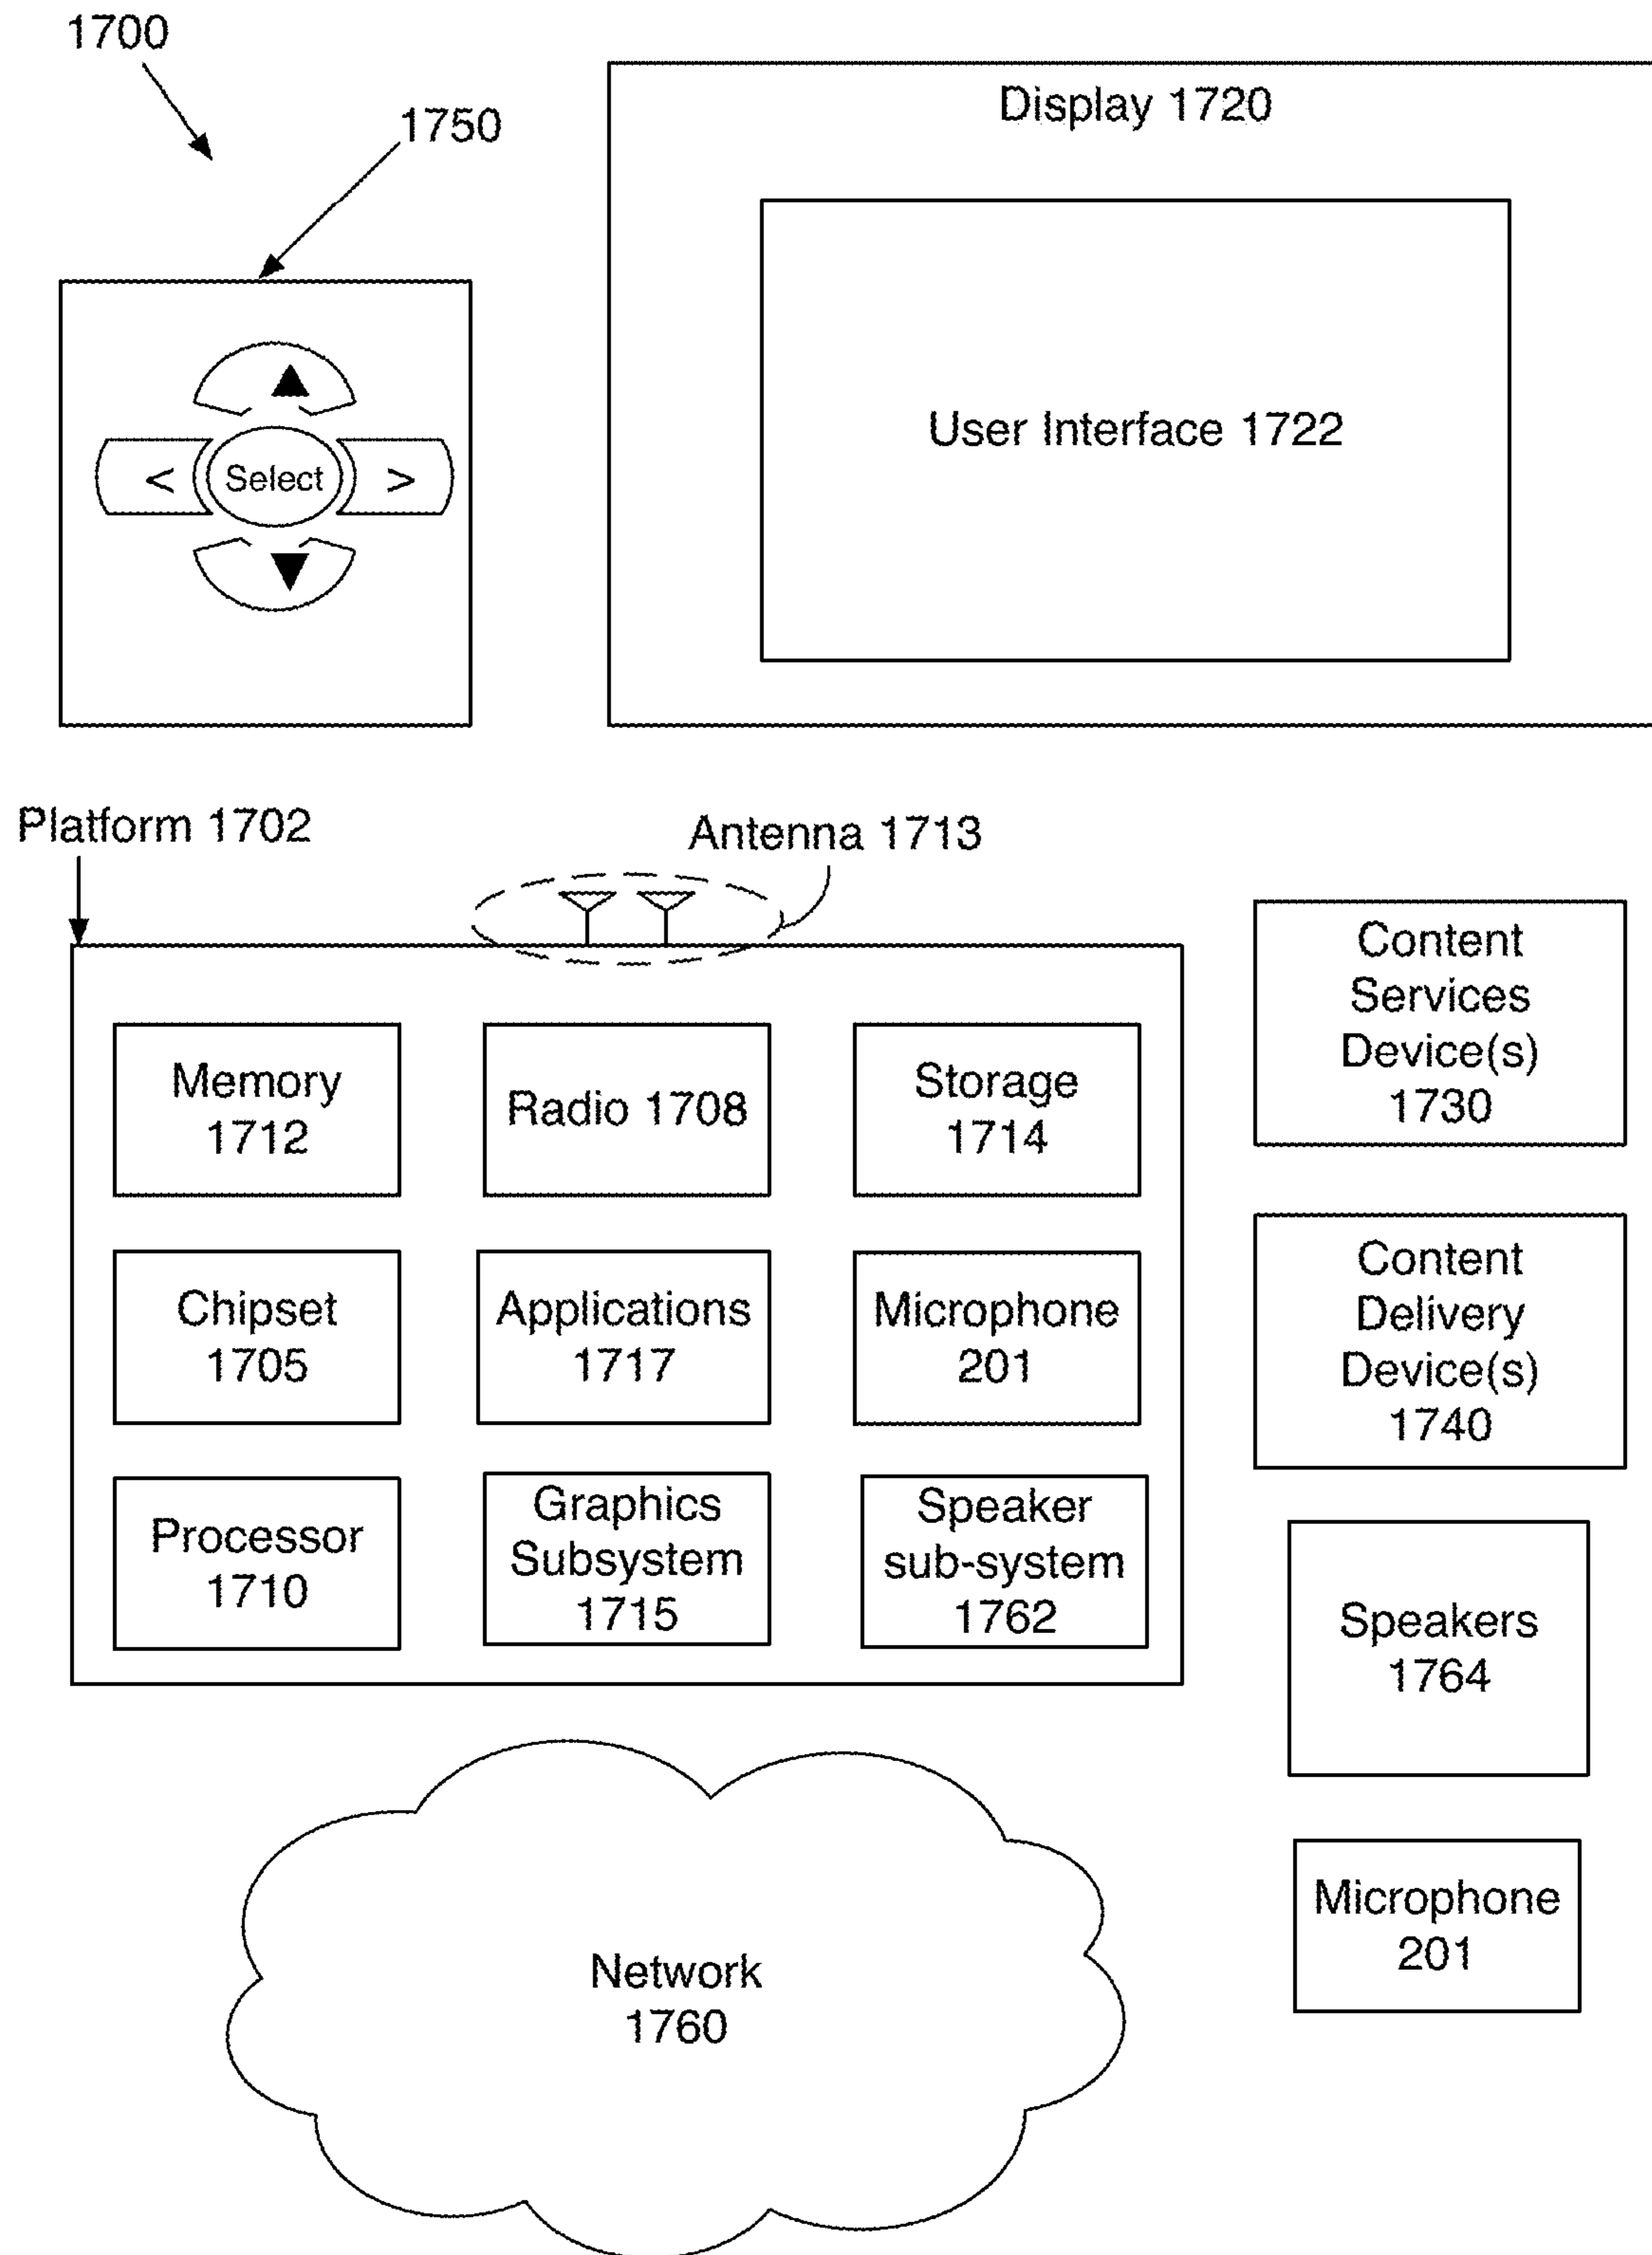 1700
1750
Display 1720
User Interface 1722
<
Select
>
Platform 1702
Antenna 1713
Memory
1712
Radio 1708
Storage
1714
Chipset
1705
Applications
1717
Microphone
201
Processor
1710
Graphics
Subsystem
1715
Speaker
sub-system
1762
Content
Services
Device(s)
1730
Content
Delivery
Device(s)
1740
Speakers
1764
Microphone
201
Network
1760